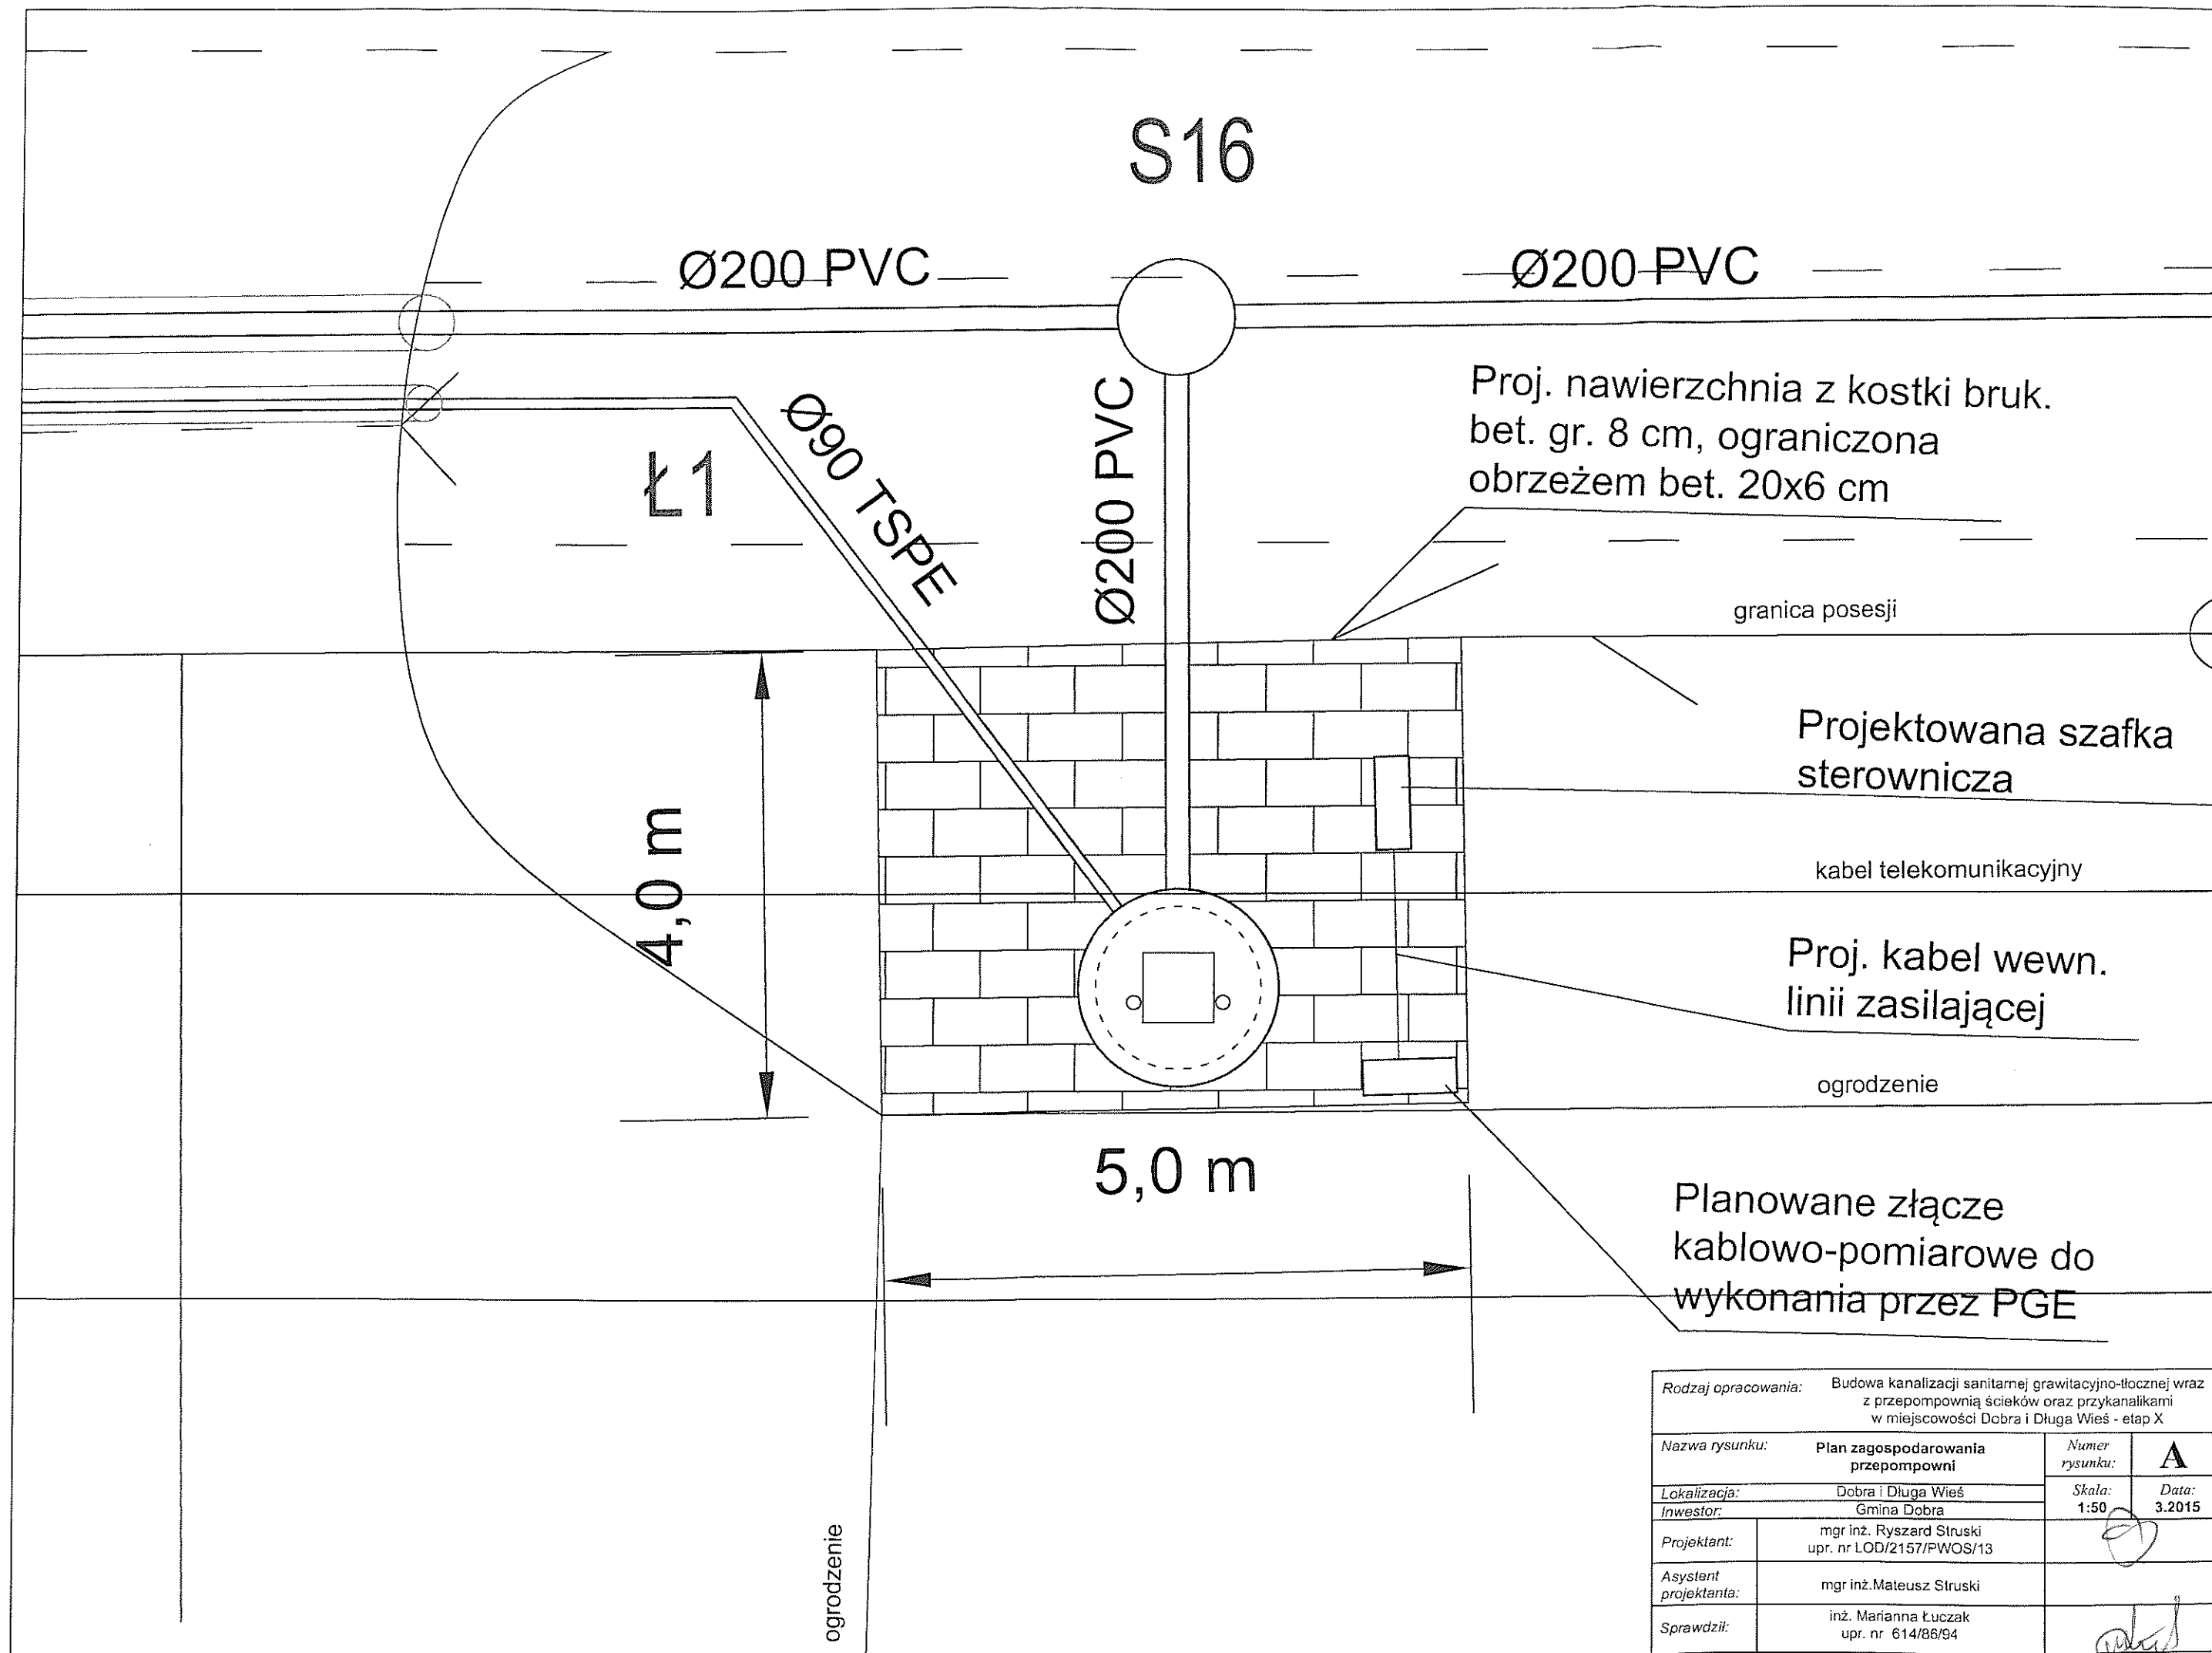 S16
Ø200 PVC
Ø200 PVC
Proj. nawierzchnia z kostki bruk.
bet. gr. 8 cm, ograniczona
obrzeżem bet. 20x6 cm
Ł1
Ø90 TSPE
Ø200 PVC
granica posesji
Projektowana szafka
sterownicza
4,0 m
kabel telekomunikacyjny
Proj. kabel wewn.
linii zasilającej
ogrodzenie
5,0 m
Planowane złącze
kablowo-pomiarowe do
wykonania przez PGE
ogrodzenie
Rodzaj opracowania: Budowa kanalizacji sanitarnej grawitacyjno-tłocznej wraz
z przepompownią ścieków oraz przykanalikami
w miejscowości Dobra i Długa Wieś - etap X
Nazwa rysunku: Plan zagospodarowania
przepompowni
Numer
rysunku:
A
Lokalizacja: Dobra i Długa Wieś
Inwestor: Gmina Dobra
Skala:
1:50
Data:
3.2015
Projektant: mgr inż. Ryszard Struski
upr. nr LOD/2157/PWOS/13
Asystent
projektanta:
mgr inż.Mateusz Struski
Sprawdził: inż. Marianna Łuczak
upr. nr 614/86/94